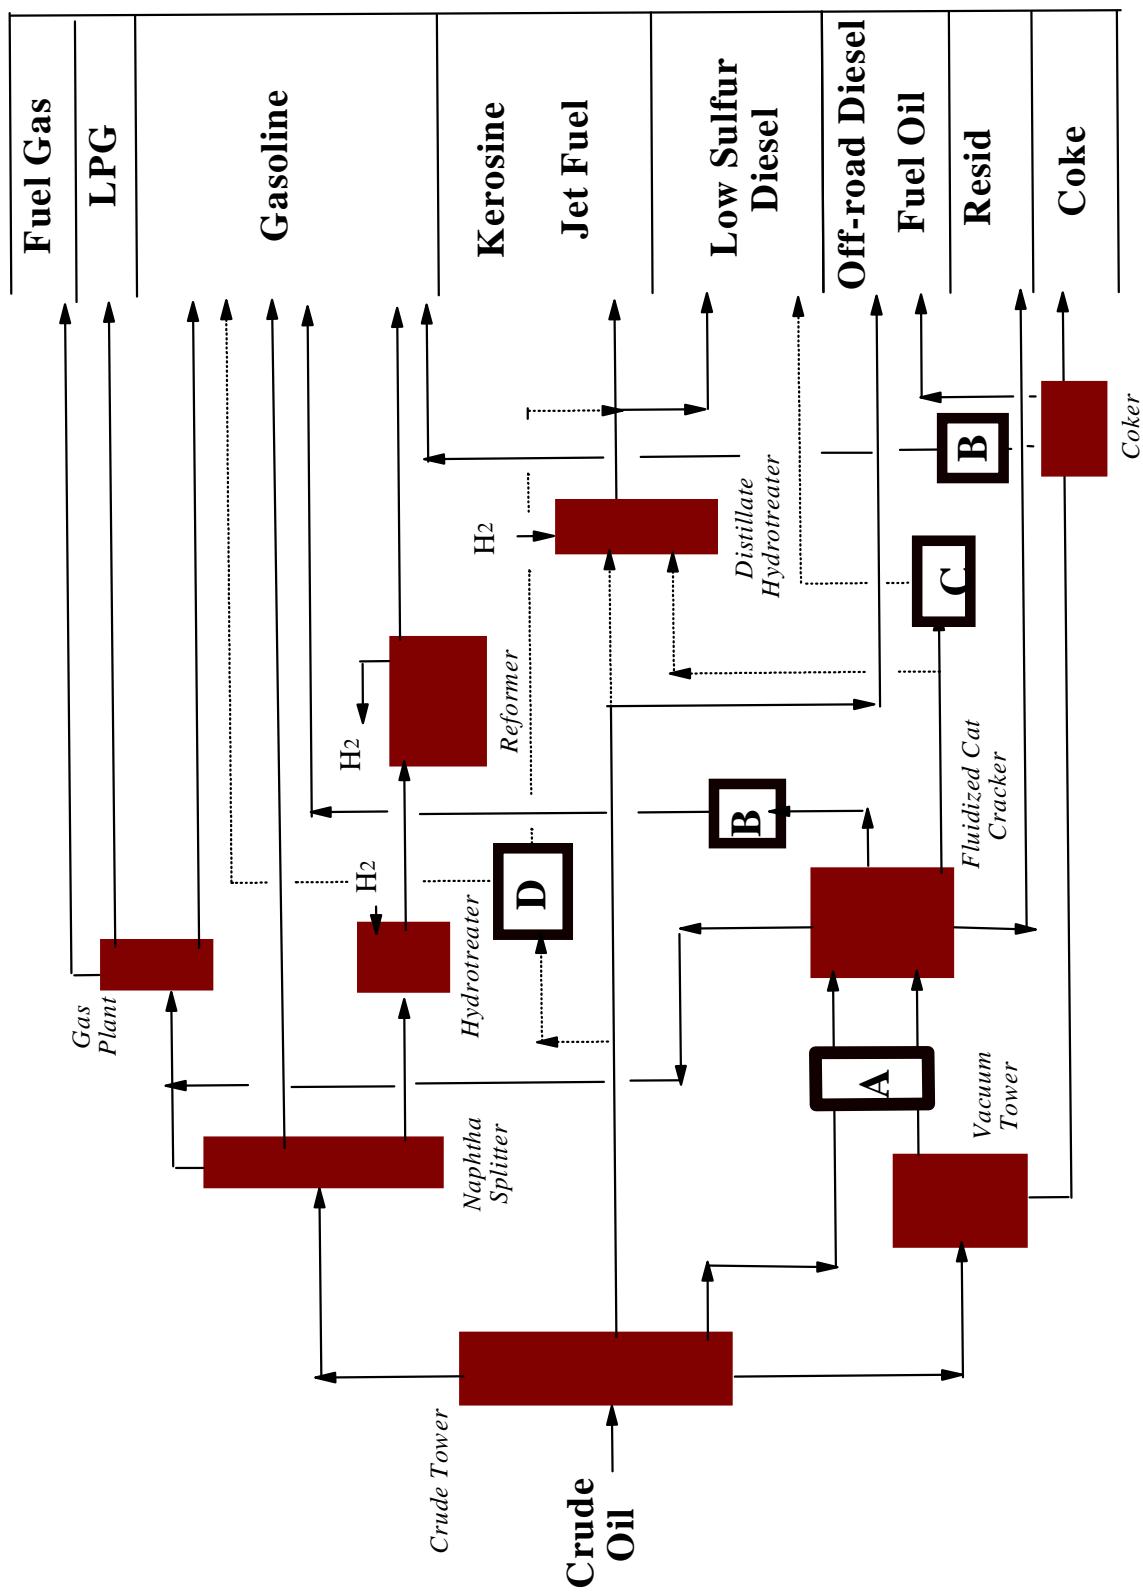 Fuel Gas
LPG
Gasoline
Kerosine
Jet Fuel
Low Sulfur
Diesel
Off-road Diesel
Fuel Oil
Resid
Coke
Gas
Plant
H2
H2
Reformer
H2
Distillate
Hydrotreater
B
Coker
C
B
D
Hydrotreater
Fluidized Cat
Cracker
Naphtha
Splitter
A
Vacuum
Tower
Crude Tower
Crude
Oil